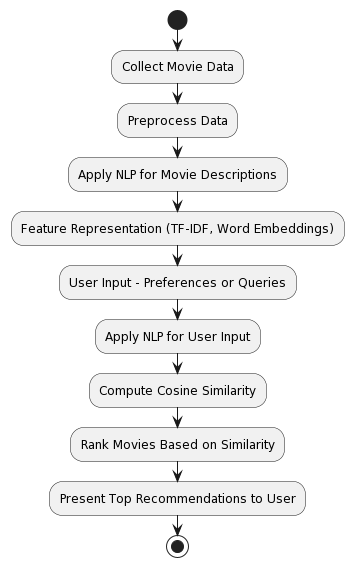 Collect Movie Data
Preprocess Data
Apply NLP for Movie Descriptions
Feature Representation (TF-IDF, Word Embeddings)
User Input - Preferences or Queries
Apply NLP for User Input
Compute Cosine Similarity
Rank Movies Based on Similarity
Present Top Recommendations to User